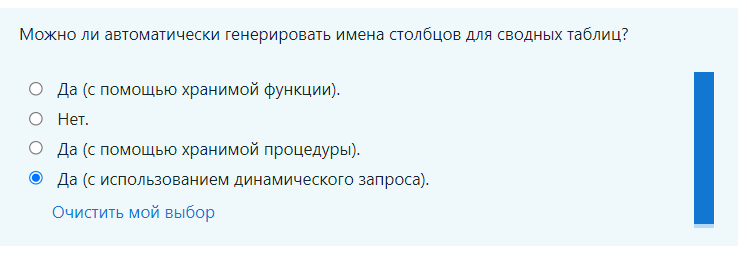 Можно ли автоматически генерировать имена столбцов для сводных таблиц?
Да (с помощью хранимой функции).
Нет.
Да (с помощью хранимой процедуры).
Да (с использованием динамического запроса).
Очистить мой выбор